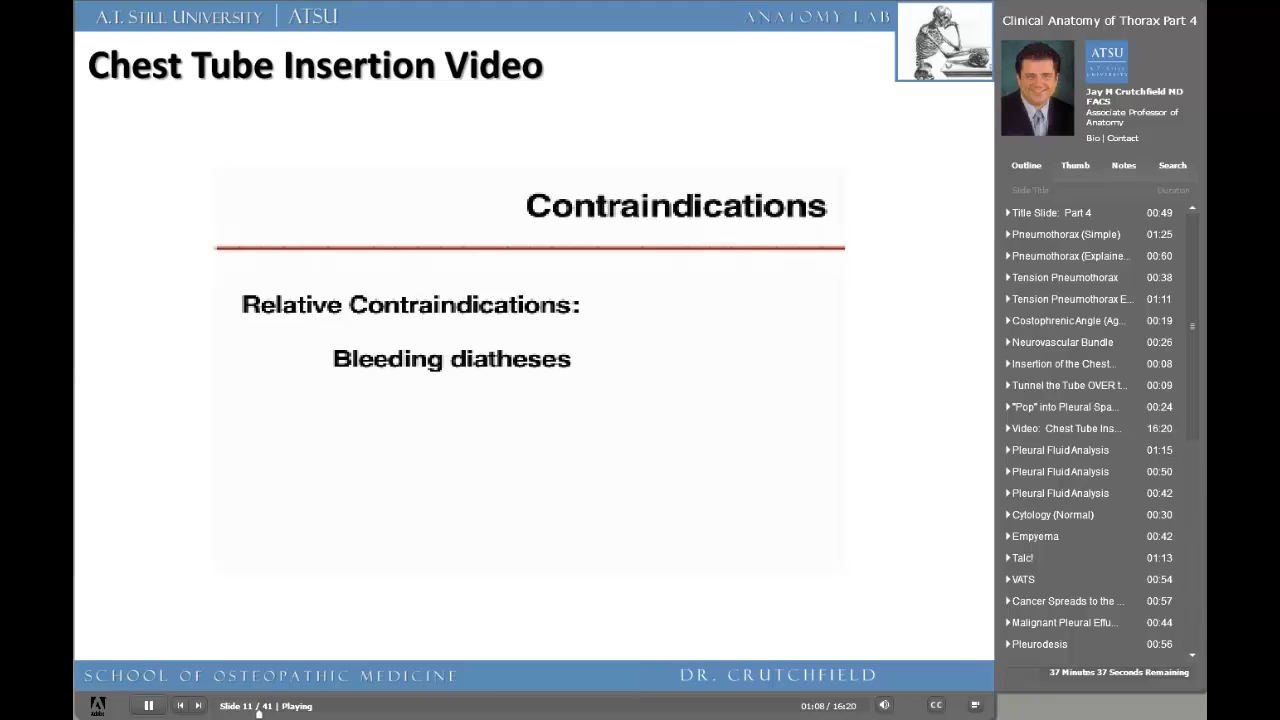 A.T. STILL UNIVERSITY | ATSU
ANATOMY LAB
Chest Tube Insertion Video
Contraindications
Relative Contraindications:
Bleeding diatheses
SCHOOL OF OSTEOPATHIC MEDICINE
DR. CRUTCHFIELD
Adobe
Slide 11 / 41 | Playing
01:08 / 16:20
CC
Clinical Anatomy of Thorax Part 4
ATSU
A.T. STILL
UNIVERSITY
Jay M Crutchfield MD
FACS
Associate Professor of
Anatomy
Bio | Contact
Outline Thumb Notes Search
Slide Title Duration
Title Slide: Part 4 00:49
Pneumothorax (Simple) 01:25
Pneumothorax (Explaine... 00:60
Tension Pneumothorax 00:38
Tension Pneumothorax E... 01:11
Costophrenic Angle (Ag... 00:19
Neurovascular Bundle 00:26
Insertion of the Chest... 00:08
Tunnel the Tube OVER t... 00:09
"Pop" into Pleural Spa... 00:24
Video: Chest Tube Ins... 16:20
Pleural Fluid Analysis 01:15
Pleural Fluid Analysis 00:50
Pleural Fluid Analysis 00:42
Cytology (Normal) 00:30
Empyema 00:42
Talc! 01:13
VATS 00:54
Cancer Spreads to the ... 00:57
Malignant Pleural Effu... 00:44
Pleurodesis 00:56
37 Minutes 37 Seconds Remaining